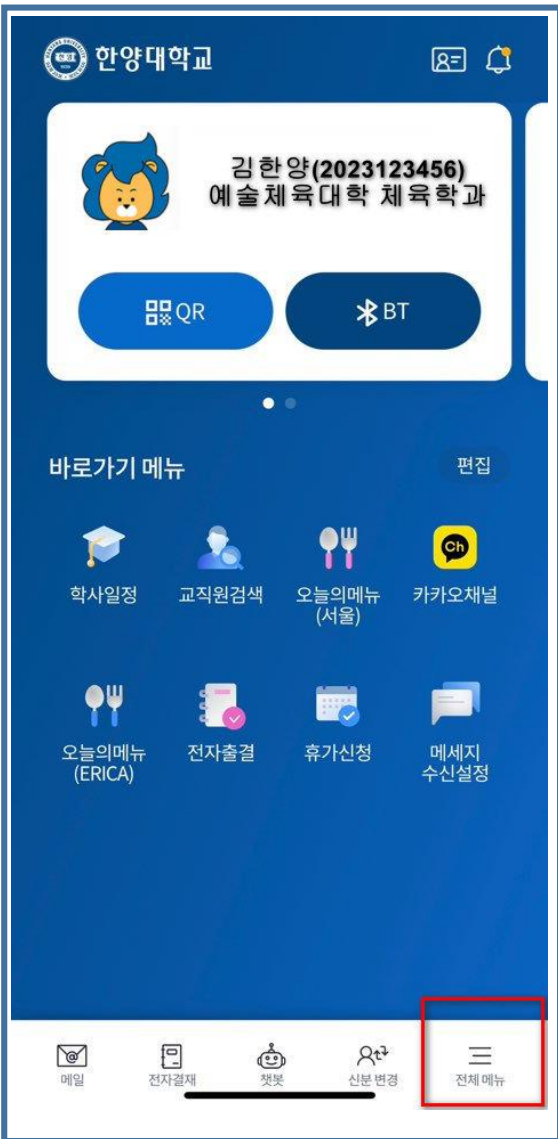 한양대학교
김한양(2023123456)
예술체육대학 체육학과
QR
BT
바로가기 메뉴
편집
학사일정
교직원검색
오늘의메뉴
(서울)
카카오채널
Ch
오늘의메뉴
(ERICA)
전자출결
휴가신청
메세지
수신설정
메일
전자결재
챗봇
신분 변경
전체 메뉴